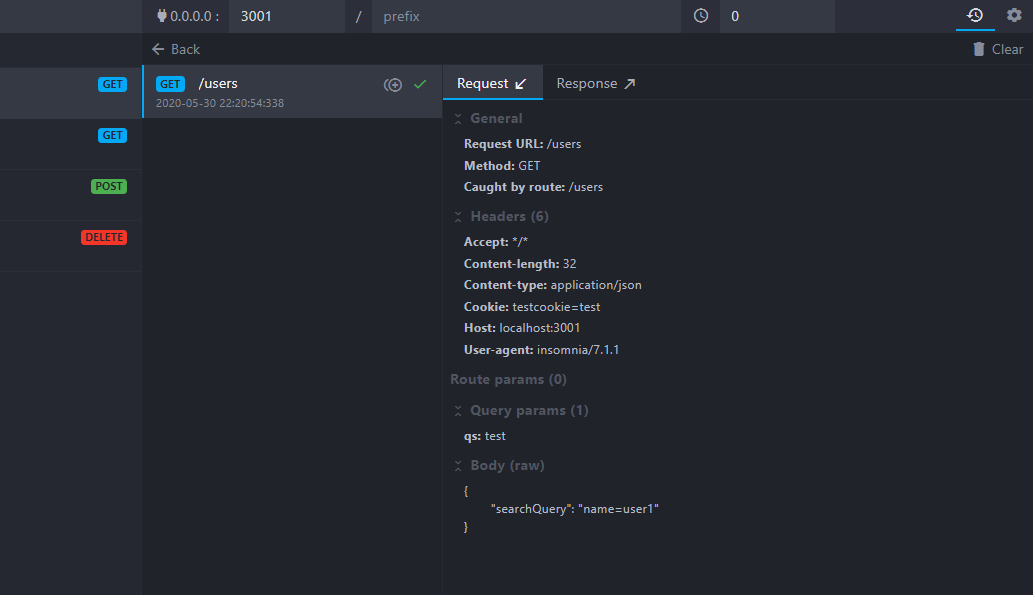 0.0.0.0 : 3001 / prefix 0
Back Clear
GET
GET
POST
DELETE
GET /users
2020-05-30 22:20:54:338
Request Response
General
Request URL: /users
Method: GET
Caught by route: /users
Headers (6)
Accept: */*
Content-length: 32
Content-type: application/json
Cookie: testcookie=test
Host: localhost:3001
User-agent: insomnia/7.1.1
Route params (0)
Query params (1)
qs: test
Body (raw)
{
"searchQuery": "name=user1"
}